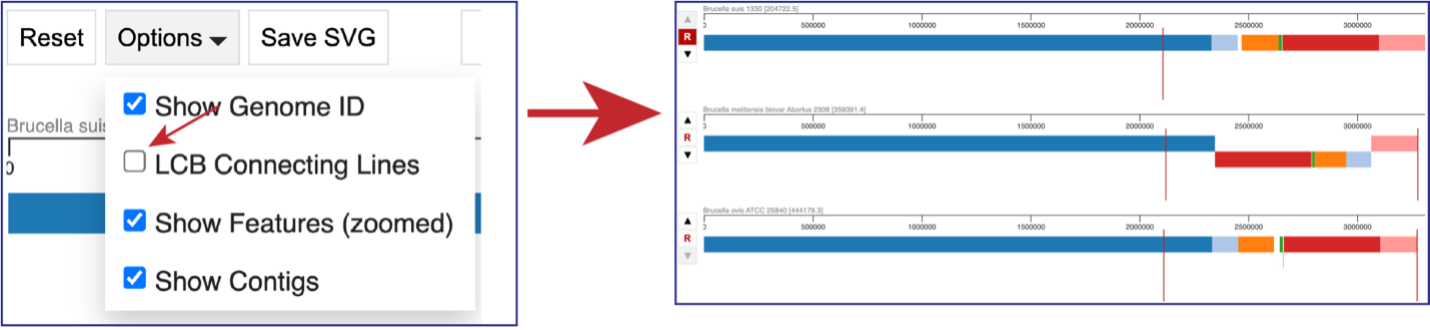 Reset Options Save SVG
Show Genome ID
Brucella suis
0
LCB Connecting Lines
Show Features (zoomed)
Show Contigs
Brucella suis 1330 [204722.5]
0 500000 1000000 1500000 2000000 2500000 3000000
R
Brucella melitensis biovar Abortus 2308 [359391.4]
0 500000 1000000 1500000 2000000 2500000 3000000
R
Brucella ovis ATCC 25840 [444178.3]
0 500000 1000000 1500000 2000000 2500000 3000000
R